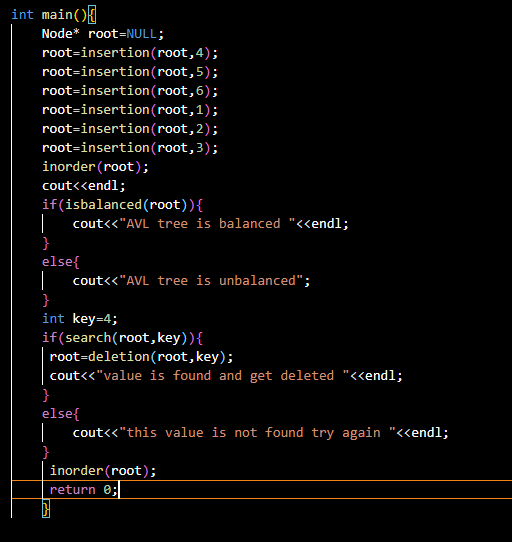 int main(){
Node* root=NULL;
root=insertion(root,4);
root=insertion(root,5);
root=insertion(root,6);
root=insertion(root,1);
root=insertion(root,2);
root=insertion(root,3);
inorder(root);
cout<<endl;
if(isbalanced(root)){
cout<<"AVL tree is balanced "<<endl;
}
else{
cout<<"AVL tree is unbalanced";
}
int key=4;
if(search(root,key)){
root=deletion(root,key);
cout<<"value is found and get deleted "<<endl;
}
else{
cout<<"this value is not found try again "<<endl;
}
inorder(root);
return 0;
}